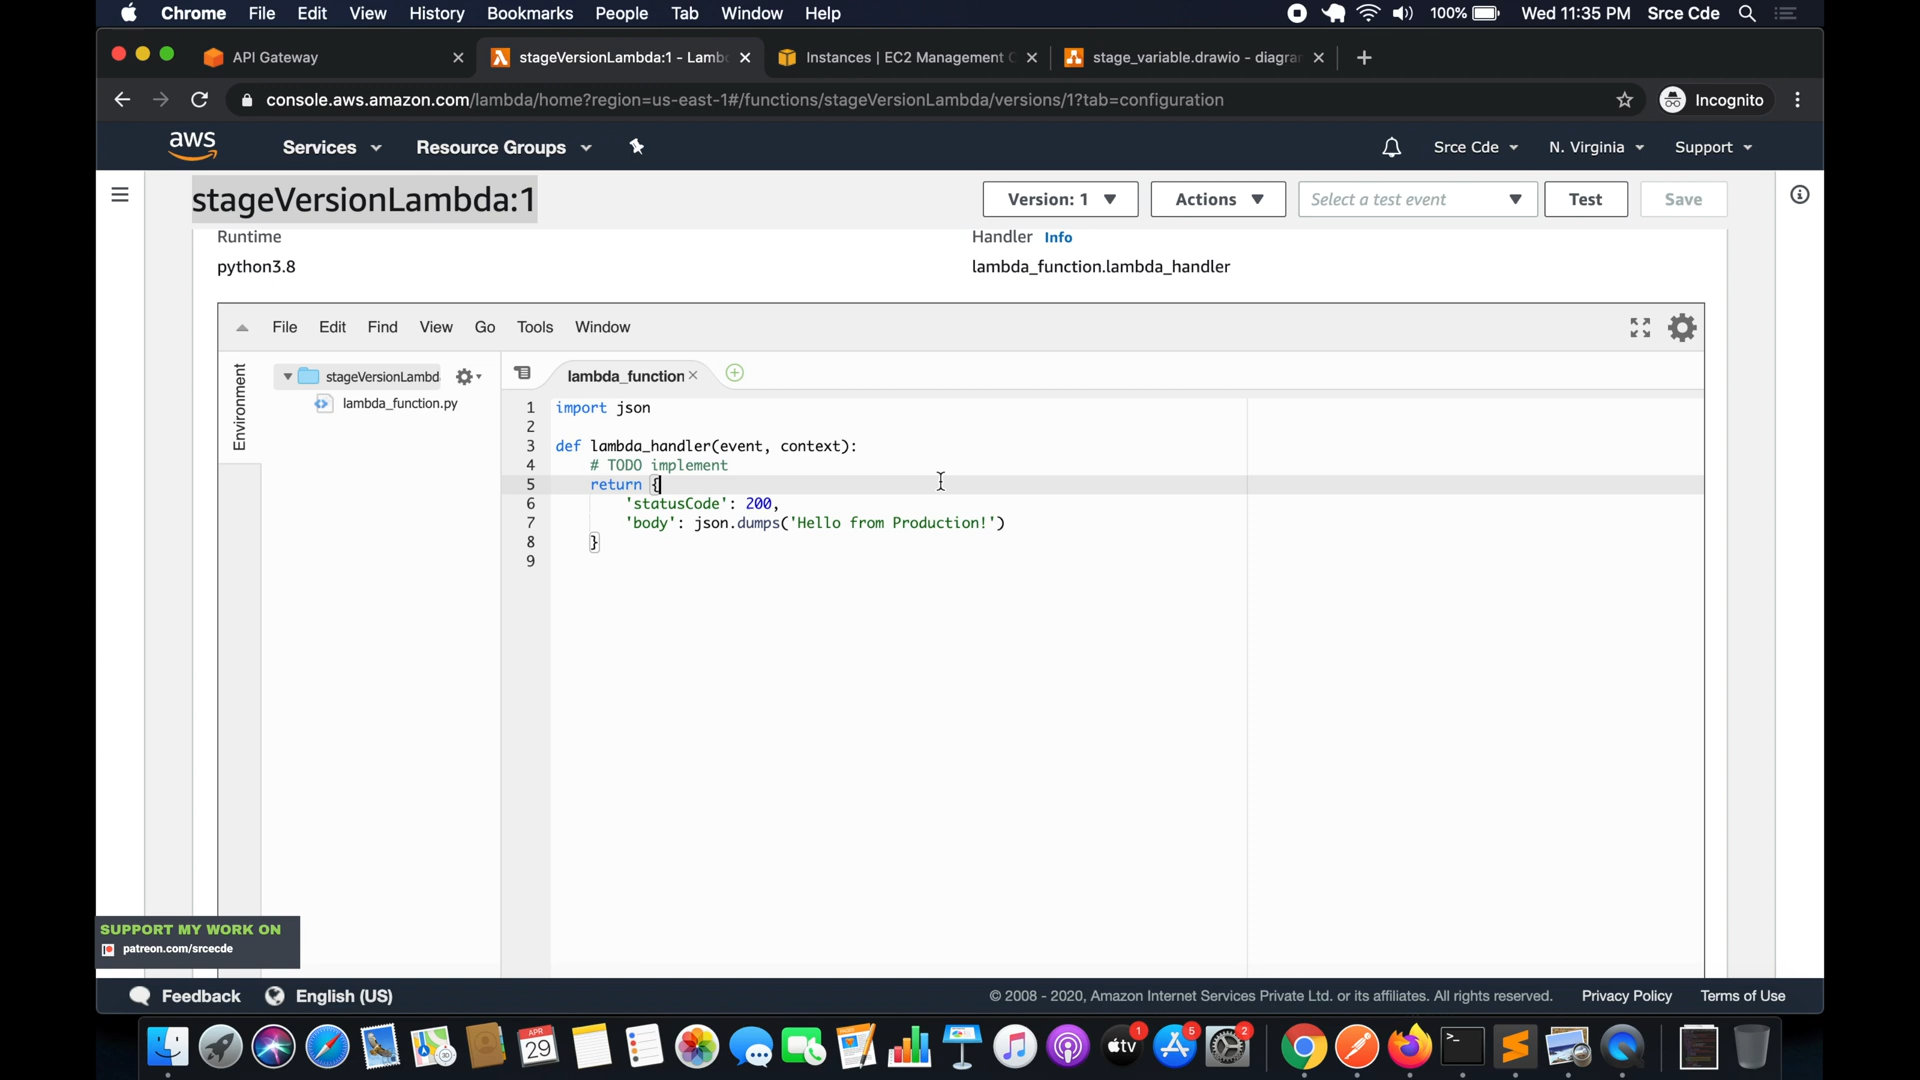 Chrome File Edit View History Bookmarks People Tab Window Help 100% Wed 11:35 PM Srce Cde
API Gateway stageVersionLambda:1 - Lamb Instances | EC2 Management stage_variable.drawio - diagra
console.aws.amazon.com/lambda/home?region=us-east-1#/functions/stageVersionLambda/versions/1?tab=configuration Incognito
aws Services Resource Groups Srce Cde N. Virginia Support
stageVersionLambda:1 Version: 1 Actions Select a test event Test Save
Runtime Handler Info
python3.8 lambda_function.lambda_handler
File Edit Find View Go Tools Window
Environment
stageVersionLambd
lambda_function.py
lambda_function
1 import json
2
3 def lambda_handler(event, context):
4 # TODO implement
5 return {
6 'statusCode': 200,
7 'body': json.dumps('Hello from Production!')
8 }
9
SUPPORT MY WORK ON
patreon.com/srcecde
Feedback English (US) © 2008 - 2020, Amazon Internet Services Private Ltd. or its affiliates. All rights reserved. Privacy Policy Terms of Use
APR
29
tv 1 5 2